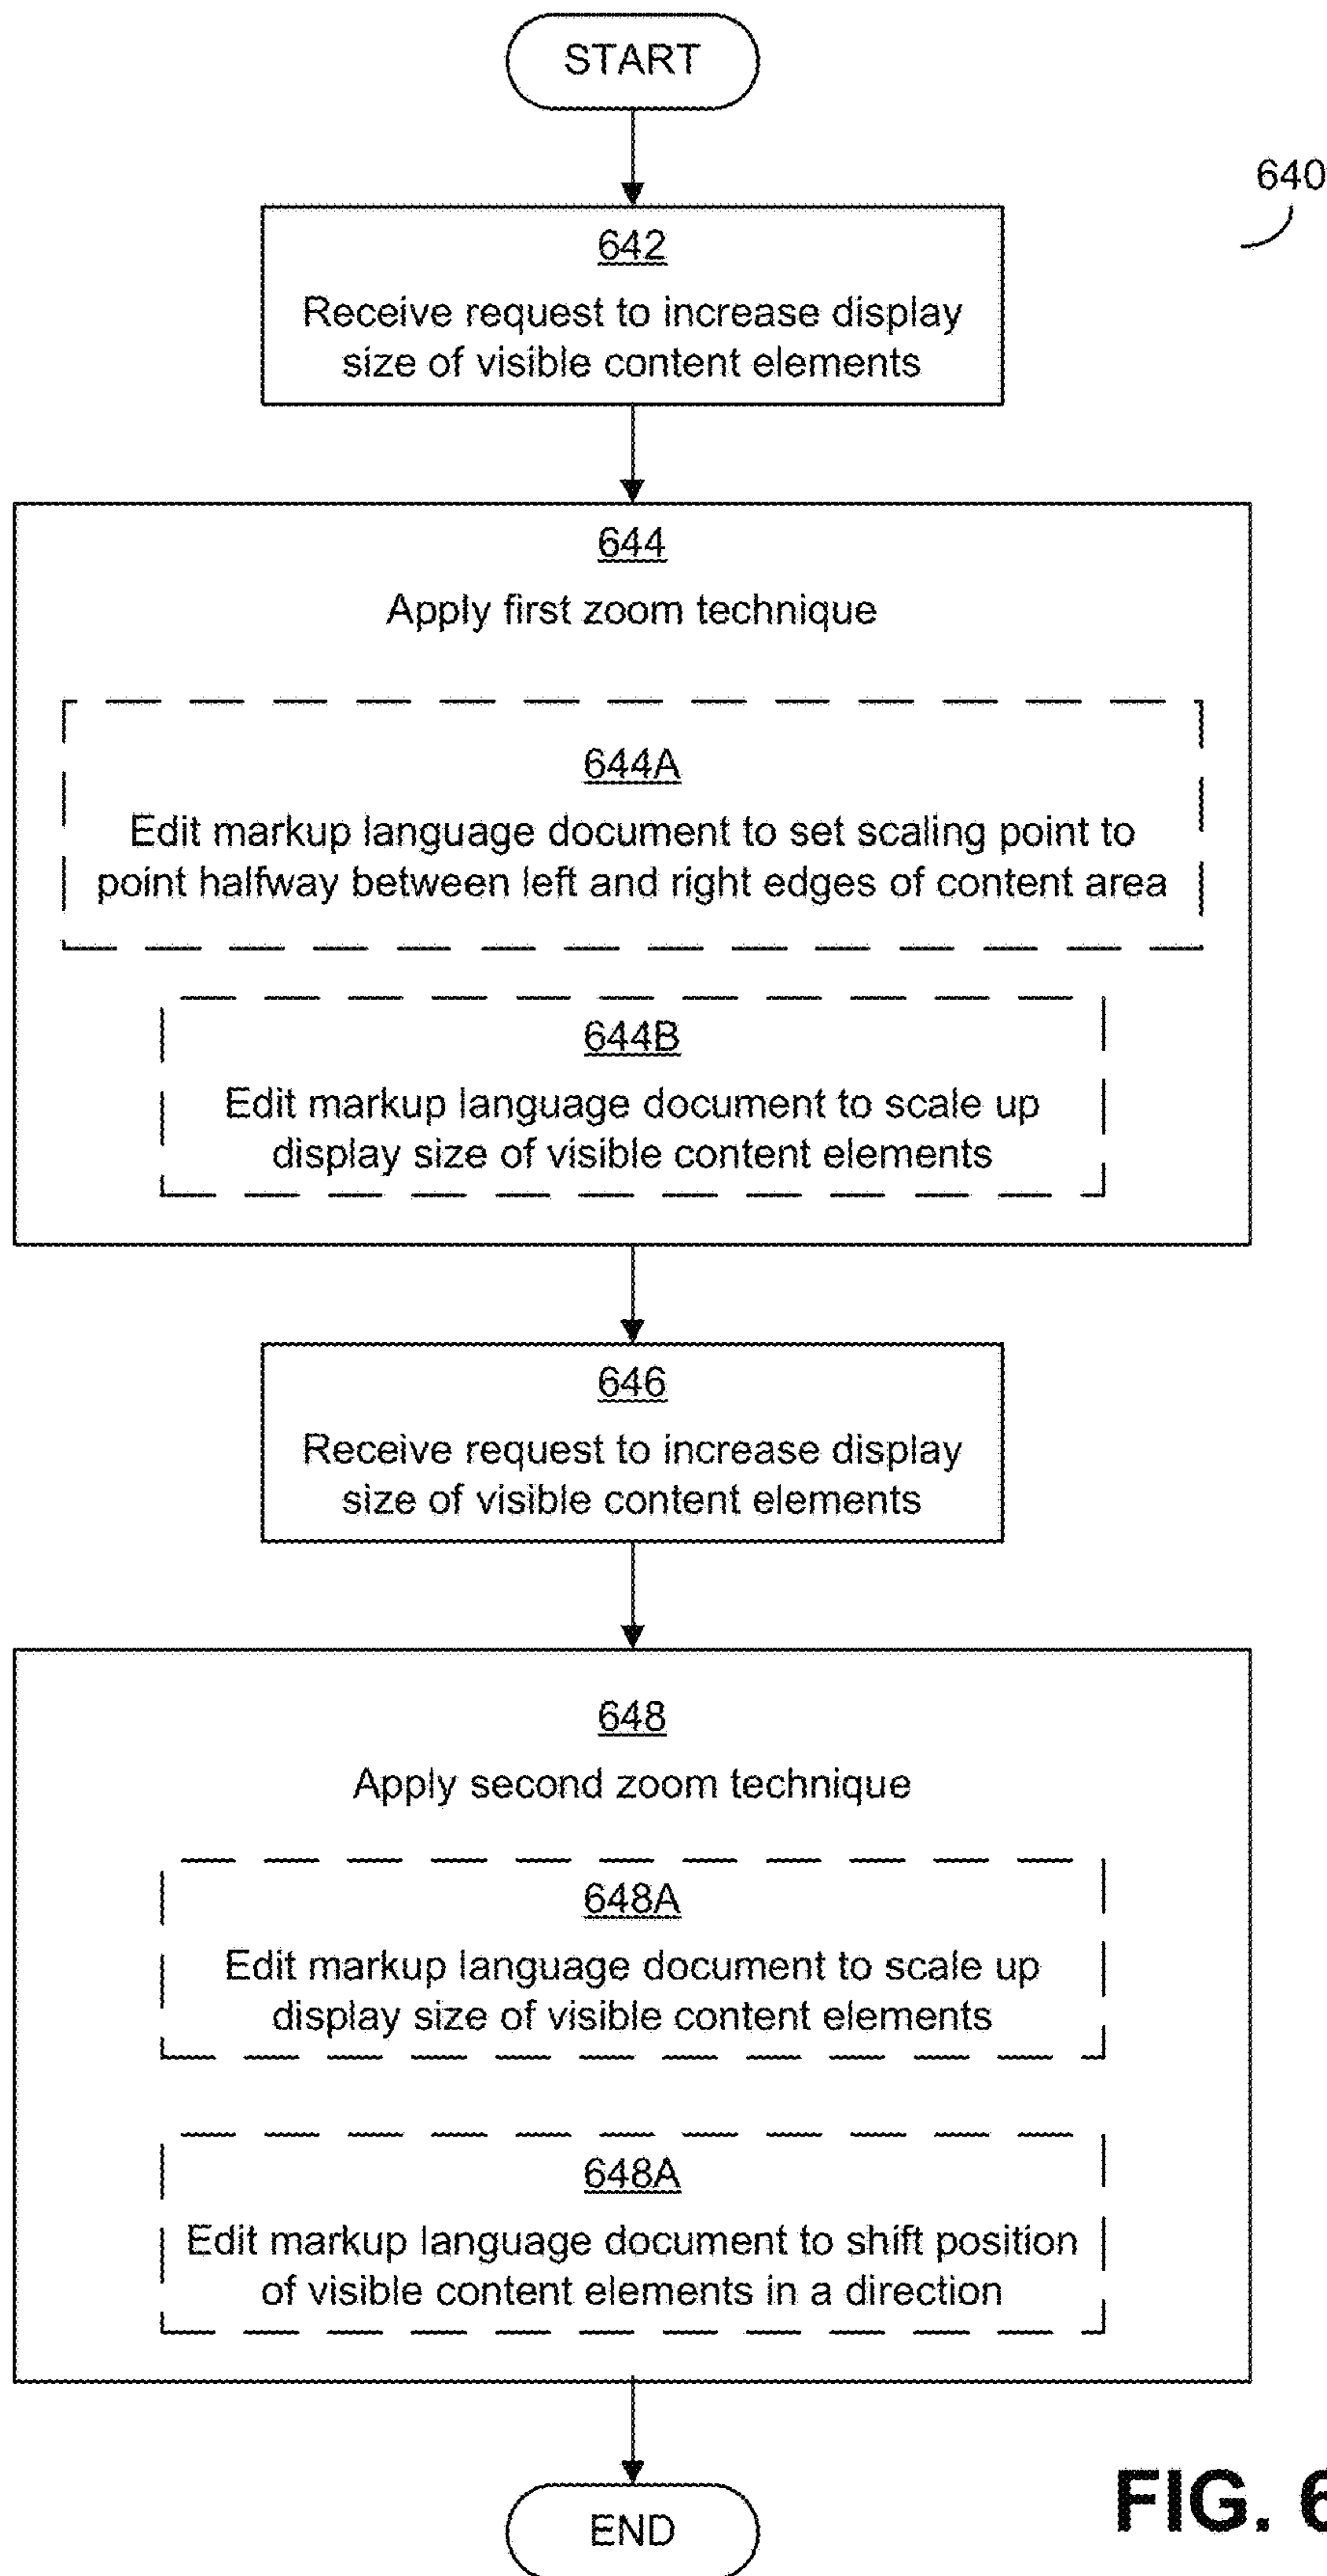 START
640
642
Receive request to increase display
size of visible content elements
644
Apply first zoom technique
644A
Edit markup language document to set scaling point to
point halfway between left and right edges of content area
644B
Edit markup language document to scale up
display size of visible content elements
646
Receive request to increase display
size of visible content elements
648
Apply second zoom technique
648A
Edit markup language document to scale up
display size of visible content elements
648A
Edit markup language document to shift position
of visible content elements in a direction
END
FIG. 6